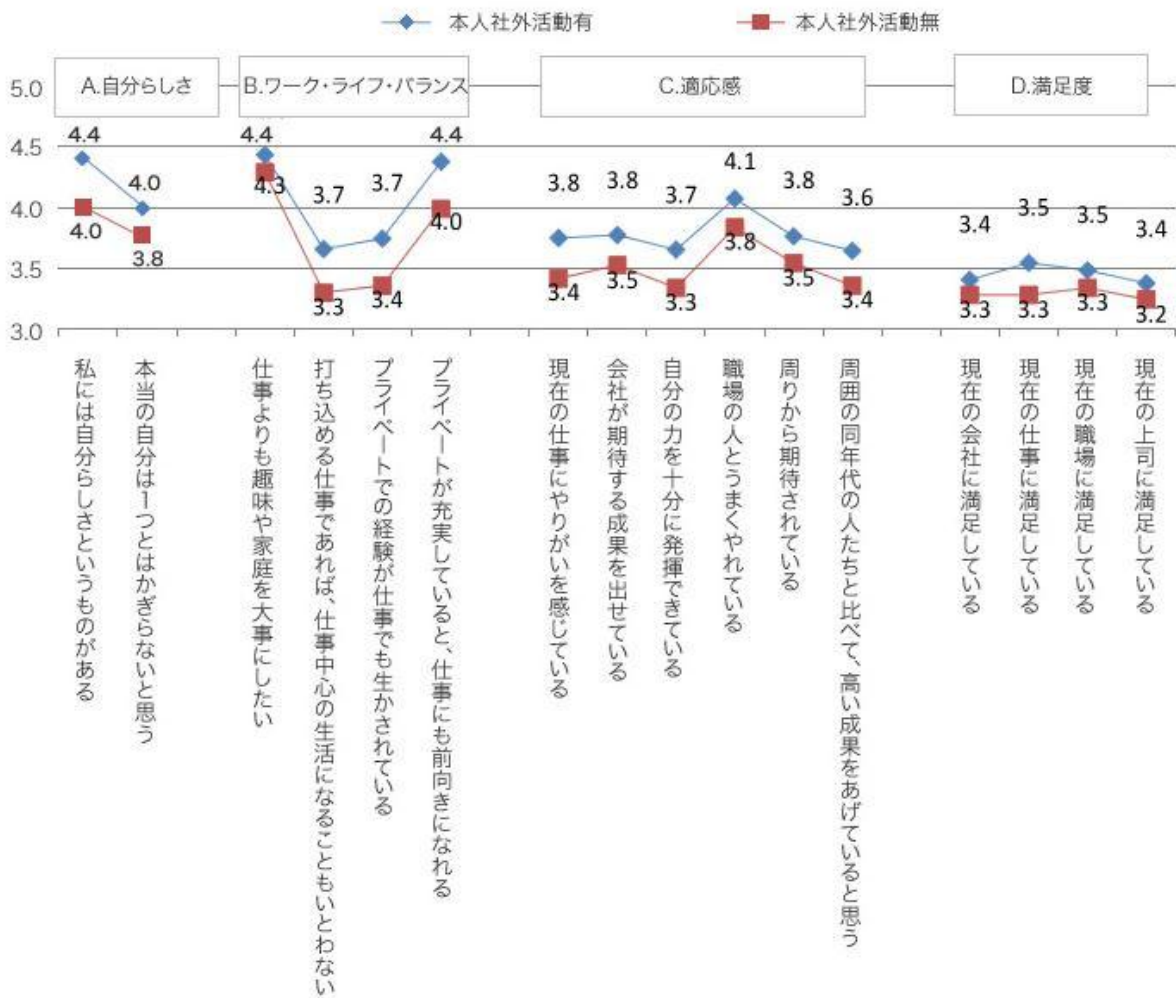 本人社外活動有
本人社外活動無
A.自分らしさ
B.ワーク・ライフ・バランス
C.適応感
D.満足度
5.0
4.5
4.0
3.5
3.0
4.4
4.0
4.0
3.8
4.4
4.3
3.7
3.3
3.7
3.4
4.4
4.0
3.8
3.4
3.8
3.5
3.7
3.3
4.1
3.8
3.8
3.5
3.6
3.4
3.4
3.3
3.5
3.3
3.5
3.3
3.4
3.2
私には自分らしさというものがある
本当の自分は1つとはかぎらないと思う
仕事よりも趣味や家庭を大事にしたい
打ち込める仕事であれば、仕事中心の生活になることもいとわない
プライベートでの経験が仕事でも生かされている
プライベートが充実していると、仕事にも前向きになれる
現在の仕事にやりがいを感じている
会社が期待する成果を出せている
自分の力を十分に発揮できている
職場の人とうまくやれている
周りから期待されている
周囲の同年代の人たちと比べて、高い成果をあげていると思う
現在の会社に満足している
現在の仕事に満足している
現在の職場に満足している
現在の上司に満足している